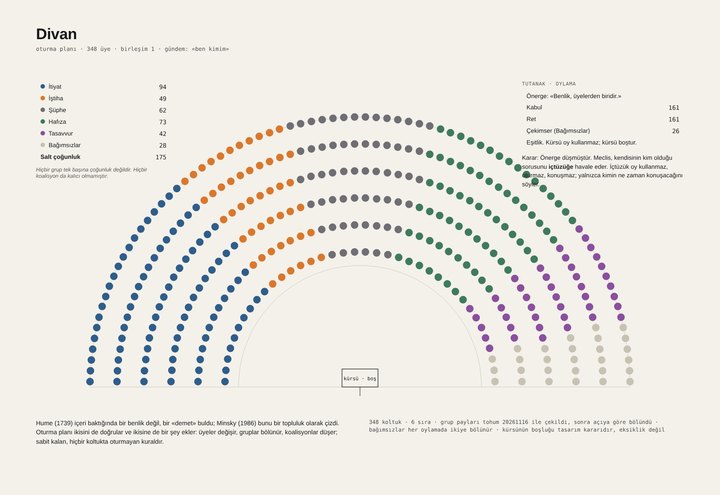 Divan
oturma planı · 348 üye · birleşim 1 · gündem: «ben kimim»
İtiyat 94
İştiha 49
Şüphe 62
Hafıza 73
Tasavvur 42
Bağımsızlar 28
Salt çoğunluk 175
Hiçbir grup tek başına çoğunluk değildir. Hiçbir
koalisyon da kalıcı olmamıştır.
TUTANAK · OYLAMA
Önerge: «Benlik, üyelerden biridir.»
Kabul 161
Ret 161
Çekimser (Bağımsızlar) 26
Eşitlik. Kürsü oy kullanmaz; kürsü boştur.
Karar: Önerge düşmüştür. Meclis, kendisinin kim olduğu
sorusunu içtüzüğe havale eder. İçtüzük oy kullanmaz,
konuşmaz; yalnızca kimin ne zaman konuşacağını
kürsü · boş
Hume (1739) içeri baktığında bir benlik değil, bir «demet» buldu; Minsky (1986) bunu bir topluluk olarak çizdi.
Oturma planı ikisini de doğrular ve ikisine de bir şey ekler: üyeler değişir, gruplar bölünür, koalisyonlar düşer;
sabit kalan, hiçbir koltukta oturmayan kuraldır.
348 koltuk · 6 sıra · grup payları tohum 20261116 ile çekildi, sonra açıya göre bölündü ·
bağımsızlar her oylamada ikiye bölünür · kürsünün boşluğu tasarım kararıdır, eksiklik değil